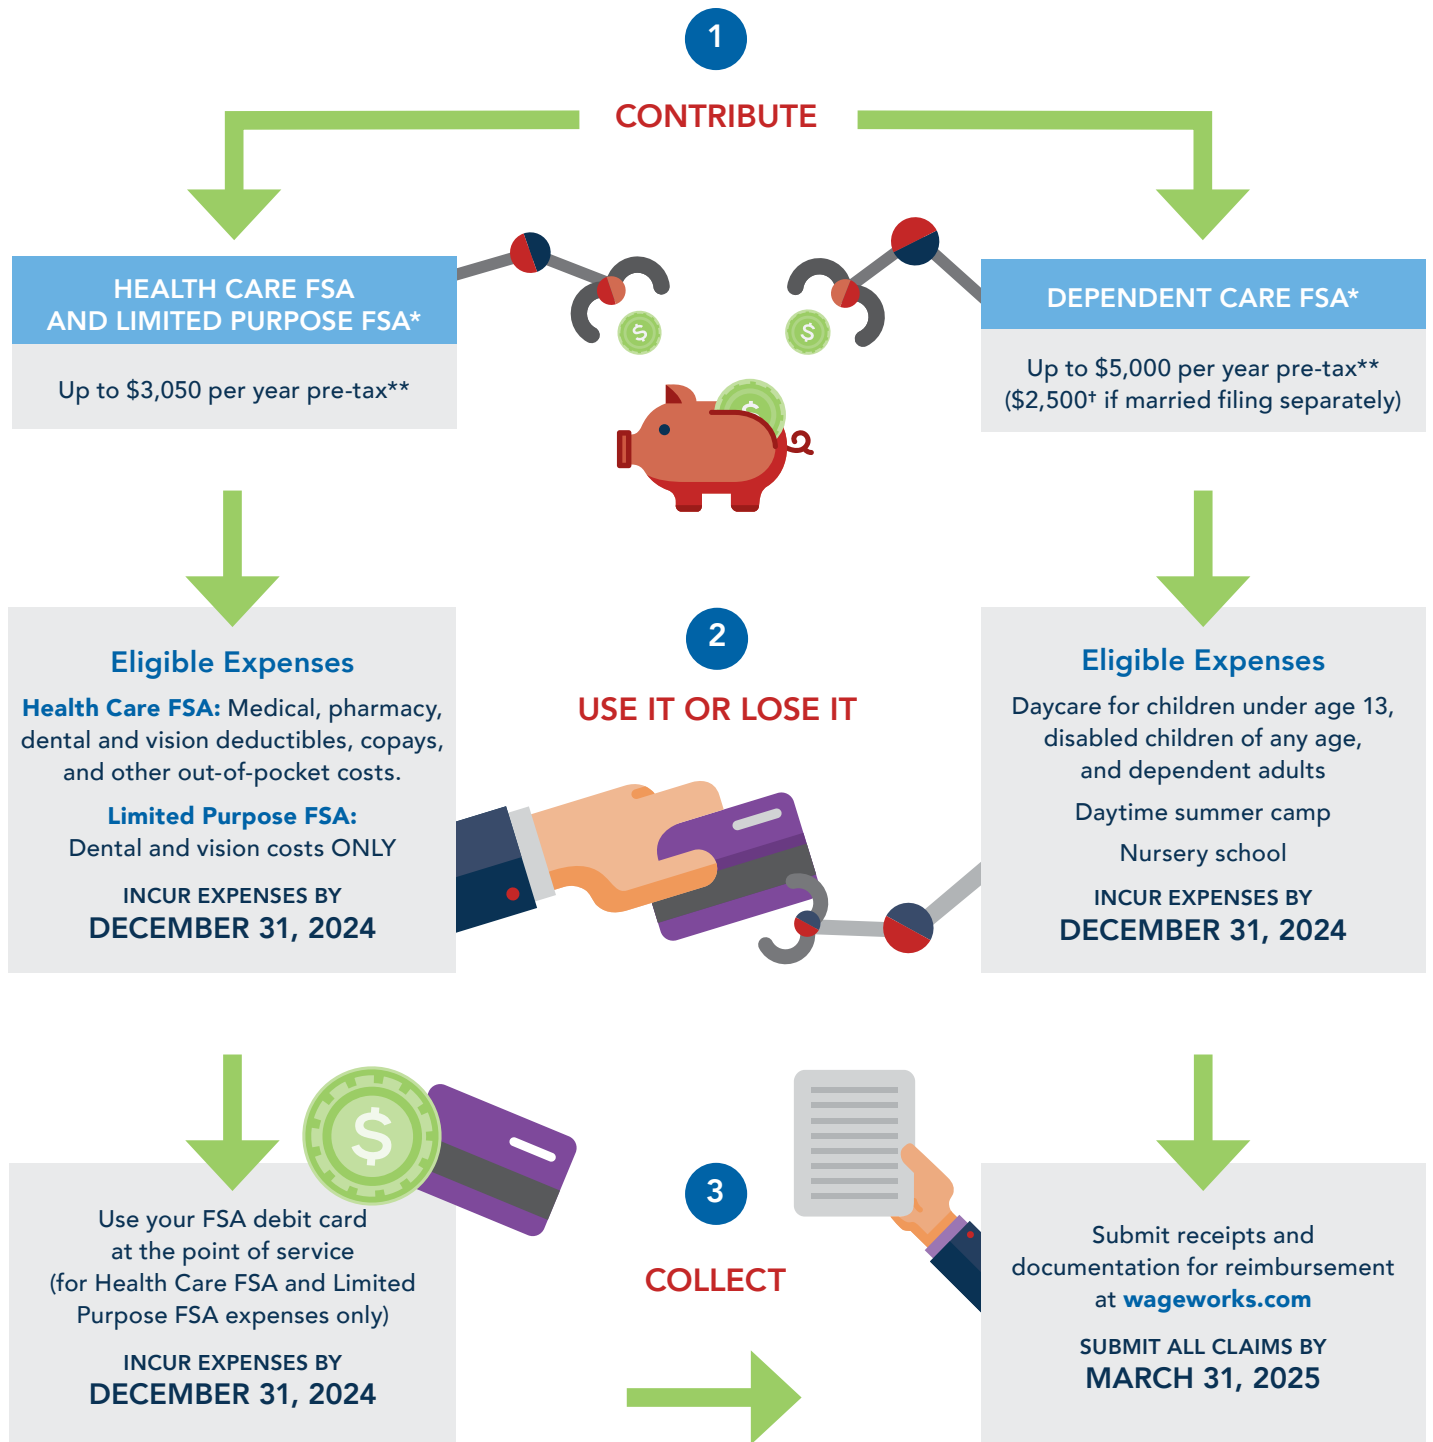 1
CONTRIBUTE
HEALTH CARE FSA
AND LIMITED PURPOSE FSA*
Up to $3,050 per year pre-tax**
DEPENDENT CARE FSA*
Up to $5,000 per year pre-tax**
($2,500† if married filing separately)
$
$
$
2
USE IT OR LOSE IT
Eligible Expenses
Health Care FSA: Medical, pharmacy,
dental and vision deductibles, copays,
and other out-of-pocket costs.
Limited Purpose FSA:
Dental and vision costs ONLY
INCUR EXPENSES BY
DECEMBER 31, 2024
Eligible Expenses
Daycare for children under age 13,
disabled children of any age,
and dependent adults
Daytime summer camp
Nursery school
INCUR EXPENSES BY
DECEMBER 31, 2024
$
3
COLLECT
Use your FSA debit card
at the point of service
(for Health Care FSA and Limited
Purpose FSA expenses only)
INCUR EXPENSES BY
DECEMBER 31, 2024
Submit receipts and
documentation for reimbursement
at wageworks.com
SUBMIT ALL CLAIMS BY
MARCH 31, 2025